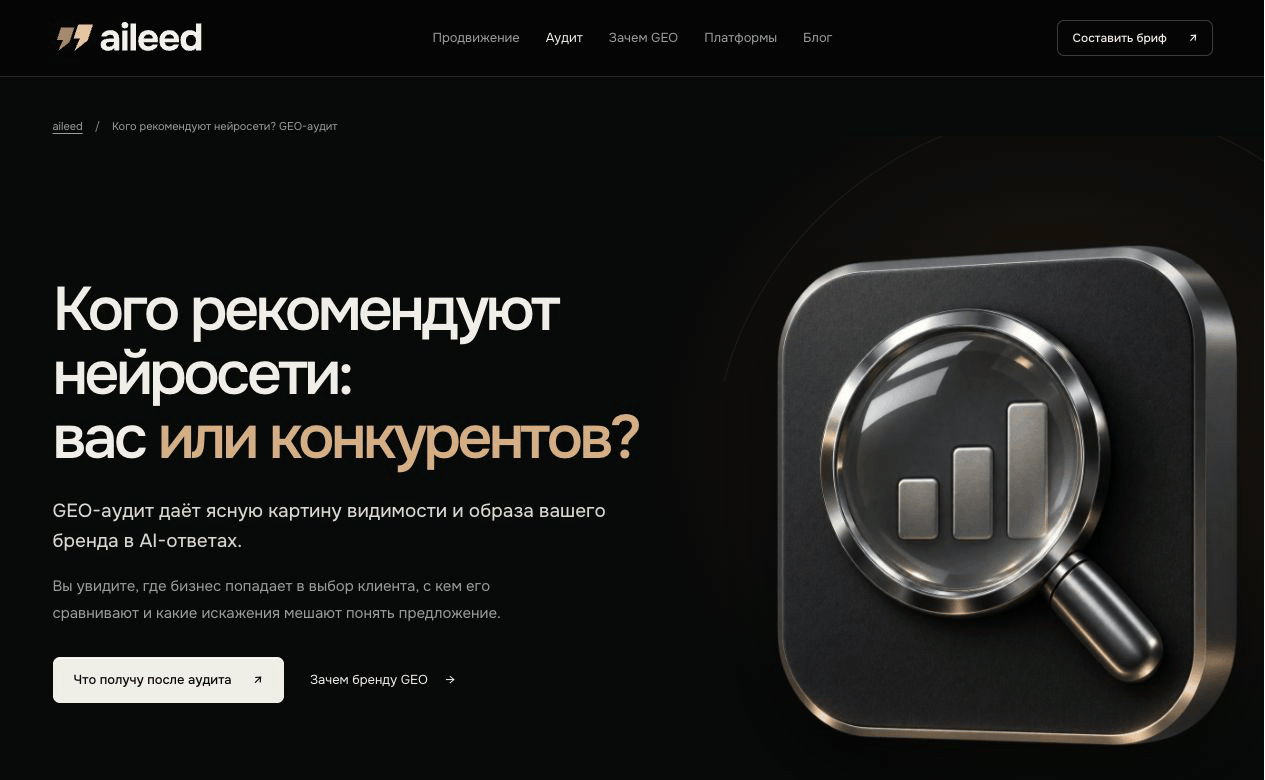 aileed
Продвижение
Аудит
Зачем GEO
Платформы
Блог
Составить бриф ↗
aileed / Кого рекомендуют нейросети? GEO-аудит
Кого рекомендуют
нейросети:
вас или конкурентов?
GEO-аудит даёт ясную картину видимости и образа вашего
бренда в AI-ответах.
Вы увидите, где бизнес попадает в выбор клиента, с кем его
сравнивают и какие искажения мешают понять предложение.
Что получу после аудита ↗
Зачем бренду GEO →